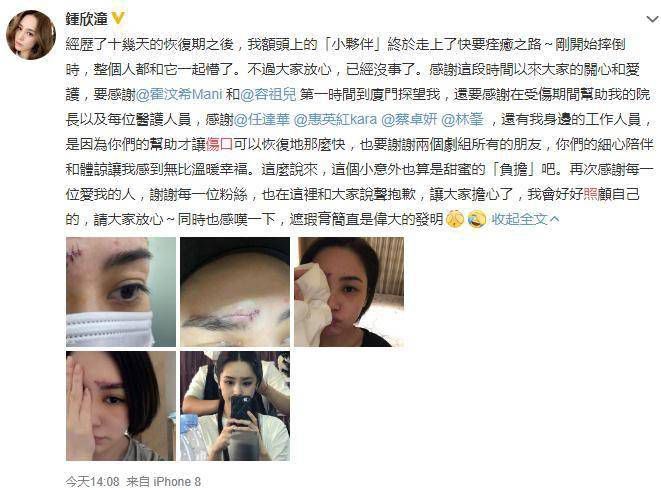 鍾欣潼
經歷了十幾天的恢復期之後，我額頭上的「小夥伴」終於走上了快要痊癒之路～剛開始摔倒
時，整個人都和它一起懵了。不過大家放心，已經沒事了。感謝這段時間以來大家的關心和愛
護，要感謝@霍汶希Mani 和@容祖兒 第一時間到廈門探望我，還要感謝在受傷期間幫助我的院
長以及每位醫護人員，感謝@任達華 @惠英紅kara @蔡卓妍 @林峯 ，還有我身邊的工作人員，
是因為你們的幫助才讓傷口可以恢復地那麼快，也要謝謝兩個劇組所有的朋友，你們的細心陪伴
和體諒讓我感到無比溫暖幸福。這麼說來，這個小意外也算是甜蜜的「負擔」吧。再次感謝每一
位愛我的人，謝謝每一位粉絲，也在這裡和大家說聲抱歉，讓大家擔心了，我會好好照顧自己
的，請大家放心～同時也感嘆一下，遮瑕膏簡直是偉大的發明 收起全文
今天14:08 來自 iPhone 8